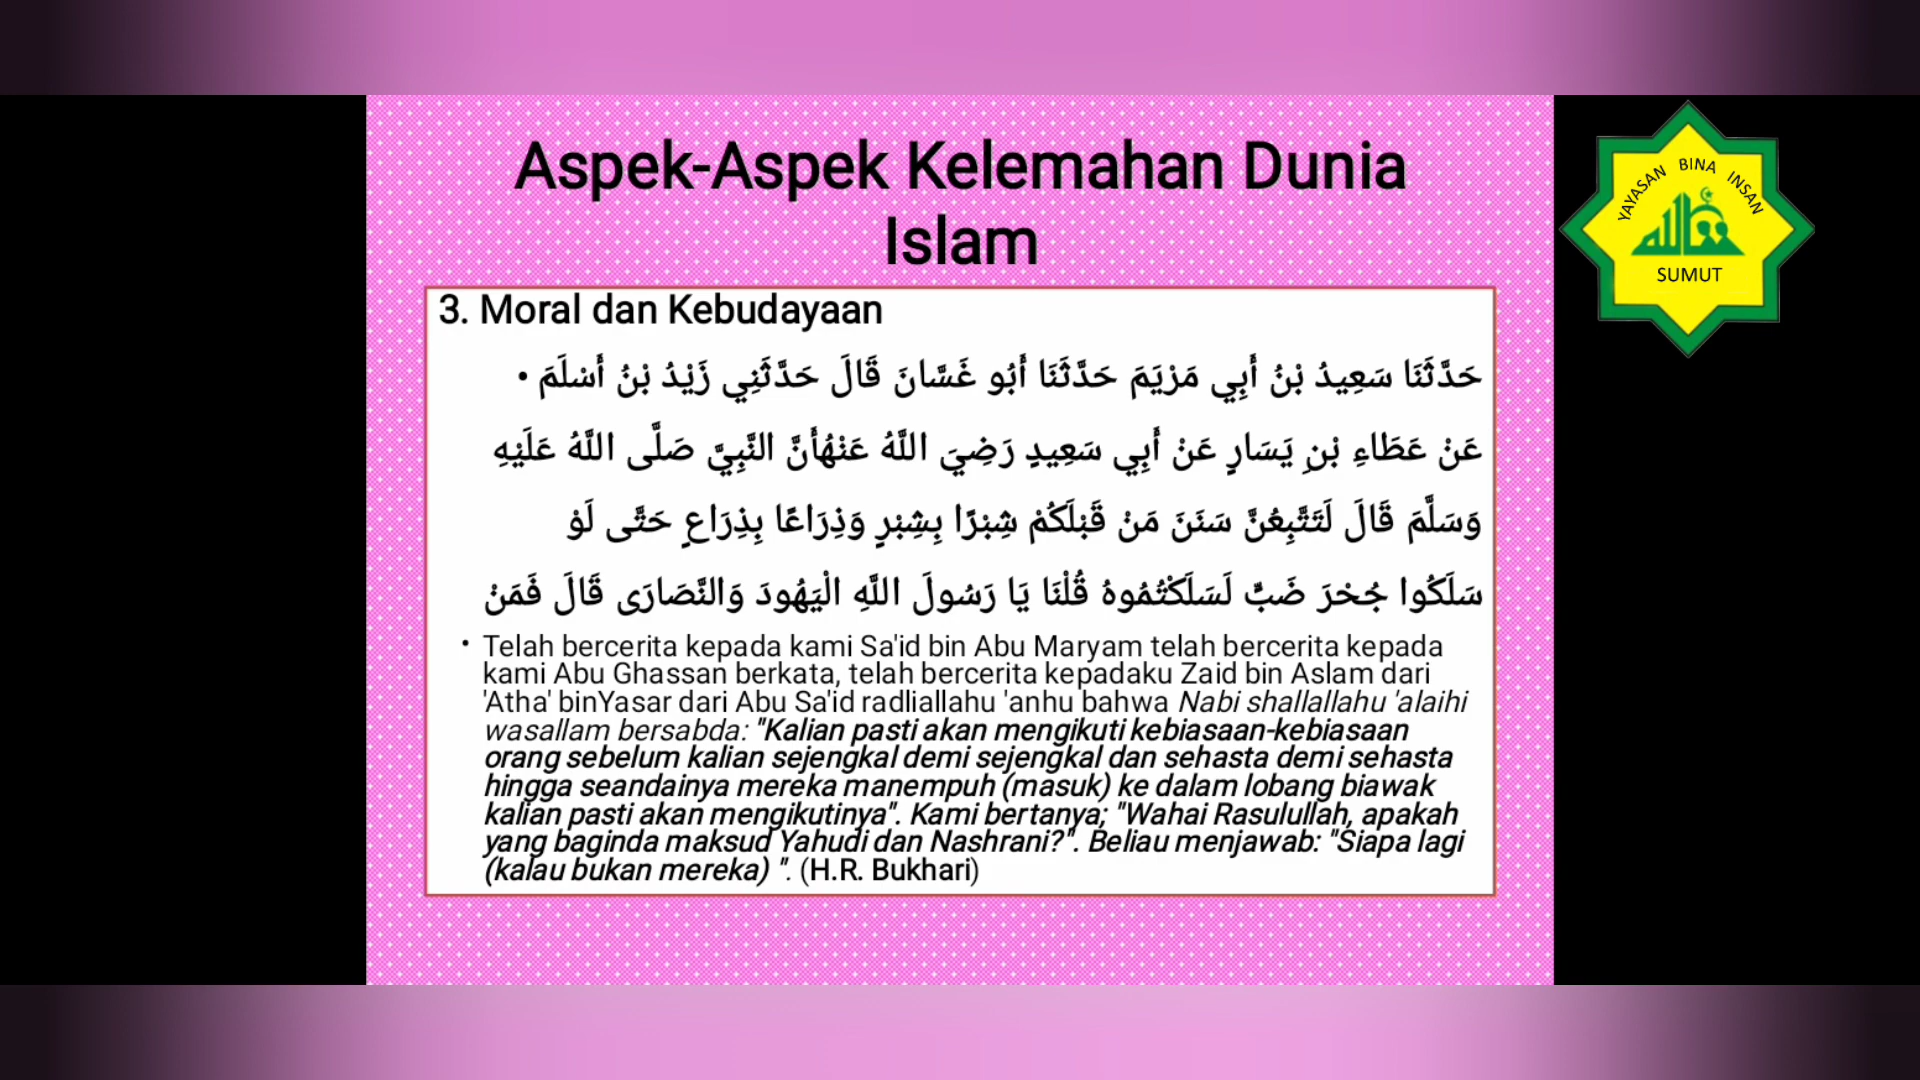 Aspek-Aspek Kelemahan Dunia
Islam
3. Moral dan Kebudayaan
• حَدَّثَنَا سَعِيدُ بْنُ أَبِي مَرْيَمَ حَدَّثَنَا أَبُو غَسَّانَ قَالَ حَدَّثَنِي زَيْدُ بْنُ أَسْلَمَ
عَنْ عَطَاءِ بْنِ يَسَارٍ عَنْ أَبِي سَعِيدٍ رَضِيَ اللَّهُ عَنْهُأَنَّ النَّبِيَّ صَلَّى اللَّهُ عَلَيْهِ
وَسَلَّمَ قَالَ لَتَتَّبِعُنَّ سَنَنَ مَنْ قَبْلَكُمْ شِبْرًا بِشِبْرٍ وَذِرَاعًا بِذِرَاعٍ حَتَّى لَوْ
سَلَكُوا جُحْرَ ضَبٍّ لَسَلَكْتُمُوهُ قُلْنَا يَا رَسُولَ اللَّهِ الْيَهُودَ وَالنَّصَارَى قَالَ فَمَنْ
• Telah bercerita kepada kami Sa'id bin Abu Maryam telah bercerita kepada
kami Abu Ghassan berkata, telah bercerita kepadaku Zaid bin Aslam dari
'Atha' binYasar dari Abu Sa'id radliallahu 'anhu bahwa Nabi shallallahu 'alaihi
wasallam bersabda: "Kalian pasti akan mengikuti kebiasaan-kebiasaan
orang sebelum kalian sejengkal demi sejengkal dan sehasta demi sehasta
hingga seandainya mereka manempuh (masuk) ke dalam lobang biawak
kalian pasti akan mengikutinya". Kami bertanya; "Wahai Rasulullah, apakah
yang baginda maksud Yahudi dan Nashrani?". Beliau menjawab: "Siapa lagi
(kalau bukan mereka) ". (H.R. Bukhari)
YAYASAN BINA INSAN
SUMUT